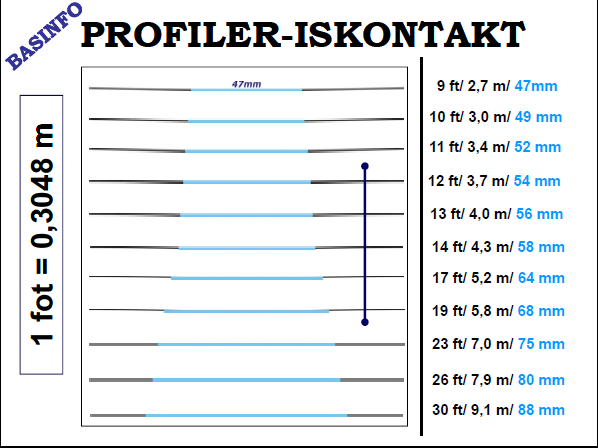 BASINFO
PROFILER-ISKONTAKT
1 fot = 0,3048 m
47mm
9 ft/ 2,7 m/ 47mm
10 ft/ 3,0 m/ 49 mm
11 ft/ 3,4 m/ 52 mm
12 ft/ 3,7 m/ 54 mm
13 ft/ 4,0 m/ 56 mm
14 ft/ 4,3 m/ 58 mm
17 ft/ 5,2 m/ 64 mm
19 ft/ 5,8 m/ 68 mm
23 ft/ 7,0 m/ 75 mm
26 ft/ 7,9 m/ 80 mm
30 ft/ 9,1 m/ 88 mm